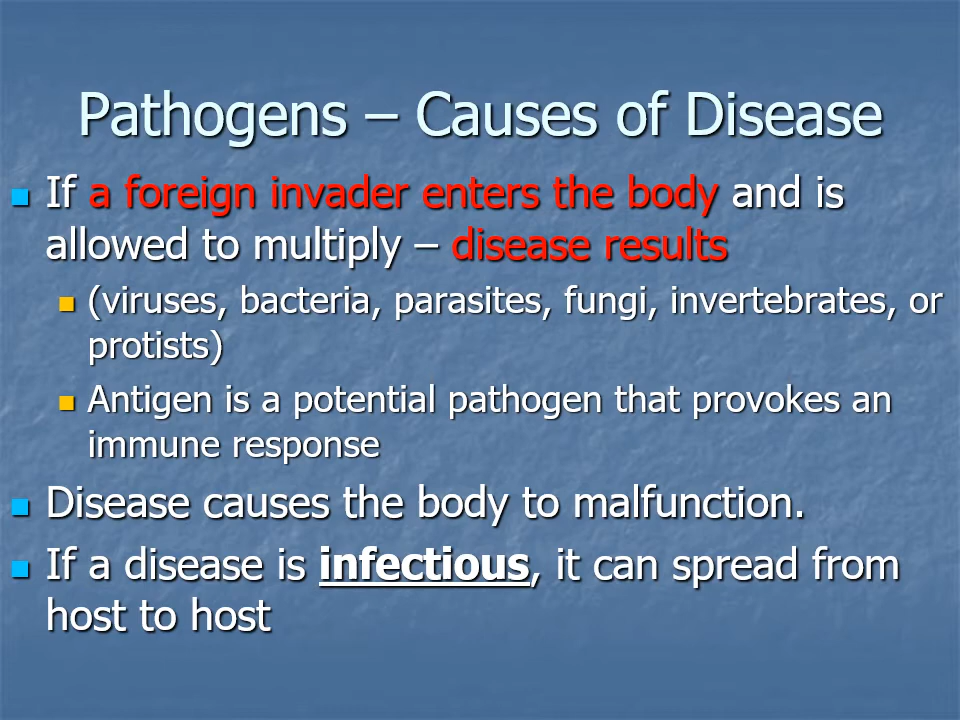 Pathogens – Causes of Disease
If a foreign invader enters the body and is
allowed to multiply – disease results
(viruses, bacteria, parasites, fungi, invertebrates, or
protists)
Antigen is a potential pathogen that provokes an
immune response
Disease causes the body to malfunction.
If a disease is infectious, it can spread from
host to host